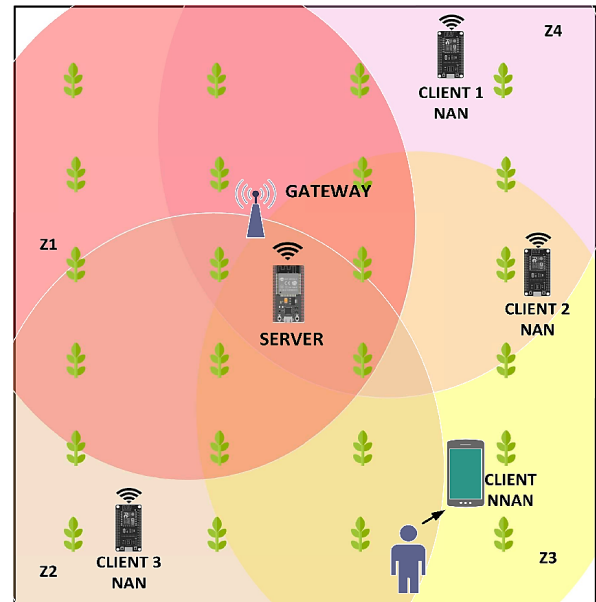 Z4
CLIENT 1
NAN
GATEWAY
Z1
CLIENT 2
NAN
SERVER
CLIENT
NNAN
CLIENT 3
NAN
Z2
Z3